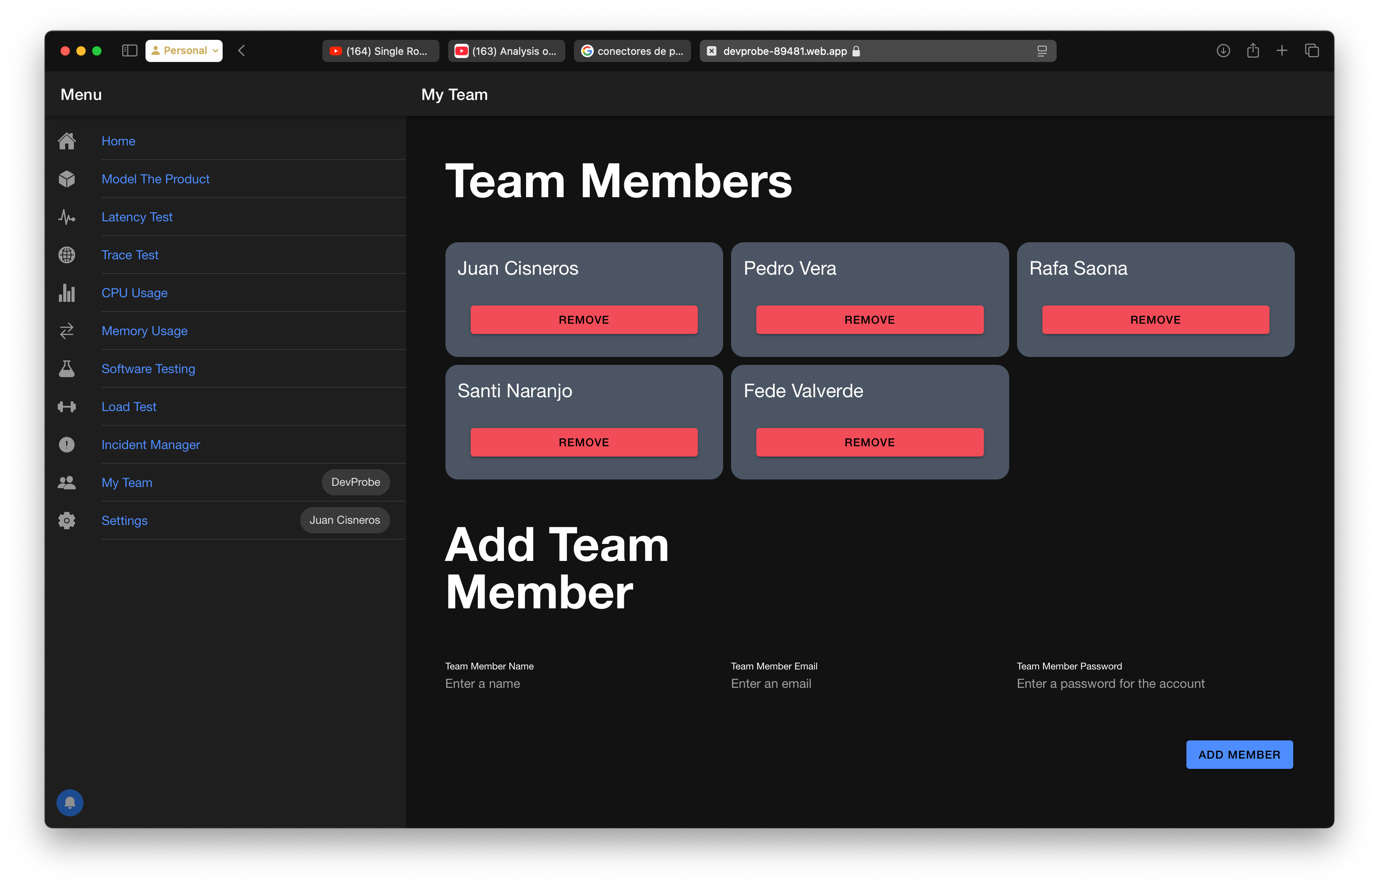 Personal
(164) Single Ro...
(163) Analysis o...
conectores de p...
devprobe-89481.web.app
Menu
My Team
Home
Model The Product
Latency Test
Trace Test
CPU Usage
Memory Usage
Software Testing
Load Test
Incident Manager
My Team
DevProbe
Settings
Juan Cisneros
Team Members
Juan Cisneros
REMOVE
Pedro Vera
REMOVE
Rafa Saona
REMOVE
Santi Naranjo
REMOVE
Fede Valverde
REMOVE
Add Team
Member
Team Member Name
Enter a name
Team Member Email
Enter an email
Team Member Password
Enter a password for the account
ADD MEMBER